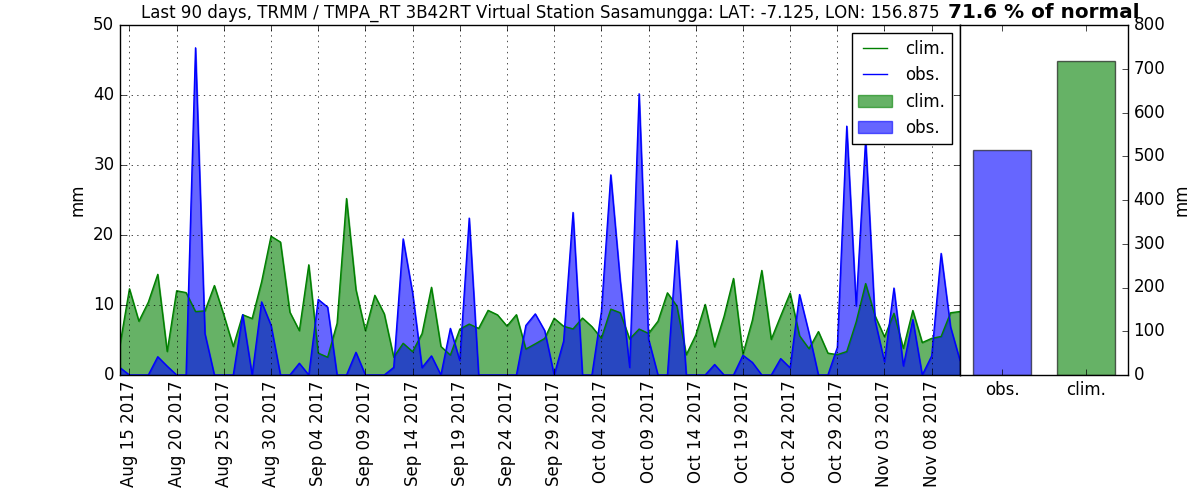 Last 90 days, TRMM / TMPA_RT 3B42RT Virtual Station Sasamungga: LAT: -7.125, LON: 156.875 71.6 % of normal
50
40
30
20
10
0
mm
clim.
obs.
clim.
obs.
800
700
600
500
400
300
200
100
0
mm
Aug 15 2017
Aug 20 2017
Aug 25 2017
Aug 30 2017
Sep 04 2017
Sep 09 2017
Sep 14 2017
Sep 19 2017
Sep 24 2017
Sep 29 2017
Oct 04 2017
Oct 09 2017
Oct 14 2017
Oct 19 2017
Oct 24 2017
Oct 29 2017
Nov 03 2017
Nov 08 2017
obs. clim.